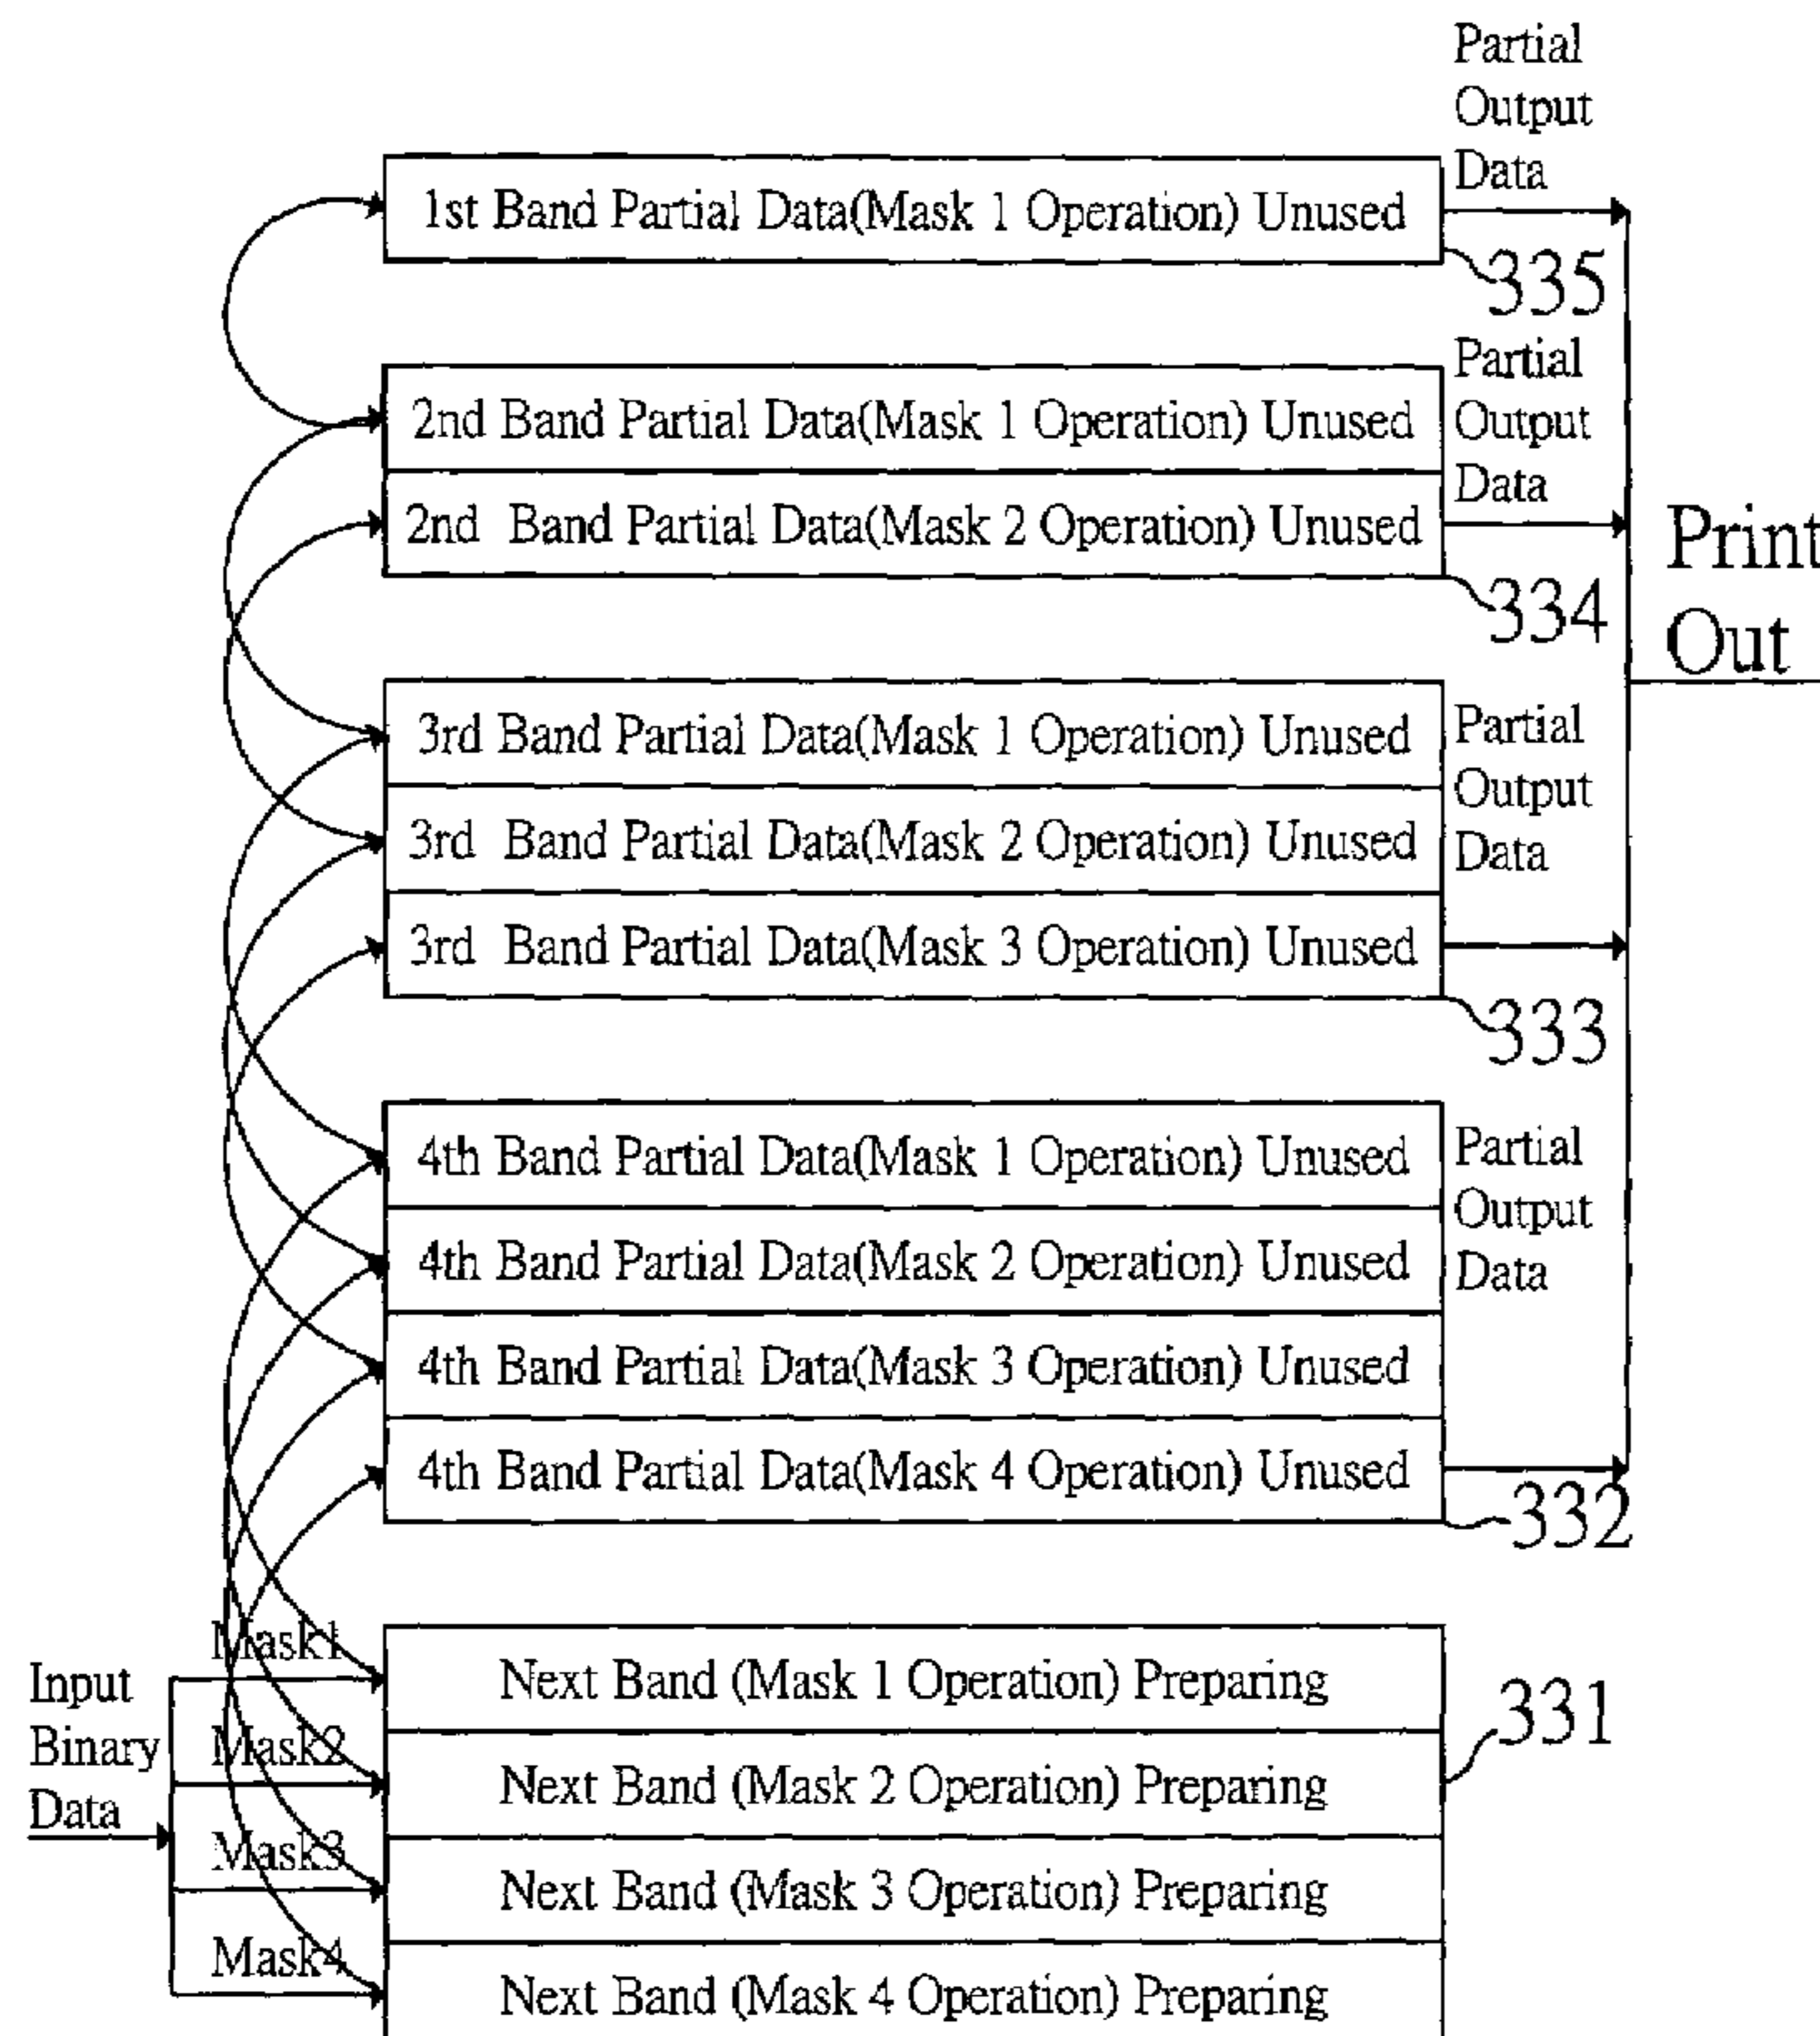 Partial
Output
Data
1st Band Partial Data(Mask 1 Operation) Unused
335
Partial
Output
Data
2nd Band Partial Data(Mask 1 Operation) Unused
2nd Band Partial Data(Mask 2 Operation) Unused
334
Print
Out
Partial
Output
Data
3rd Band Partial Data(Mask 1 Operation) Unused
3rd Band Partial Data(Mask 2 Operation) Unused
3rd Band Partial Data(Mask 3 Operation) Unused
333
Partial
Output
Data
4th Band Partial Data(Mask 1 Operation) Unused
4th Band Partial Data(Mask 2 Operation) Unused
4th Band Partial Data(Mask 3 Operation) Unused
4th Band Partial Data(Mask 4 Operation) Unused
332
Input
Binary
Data
Mask1
Mask2
Mask3
Mask4
Next Band (Mask 1 Operation) Preparing
Next Band (Mask 2 Operation) Preparing
Next Band (Mask 3 Operation) Preparing
Next Band (Mask 4 Operation) Preparing
331